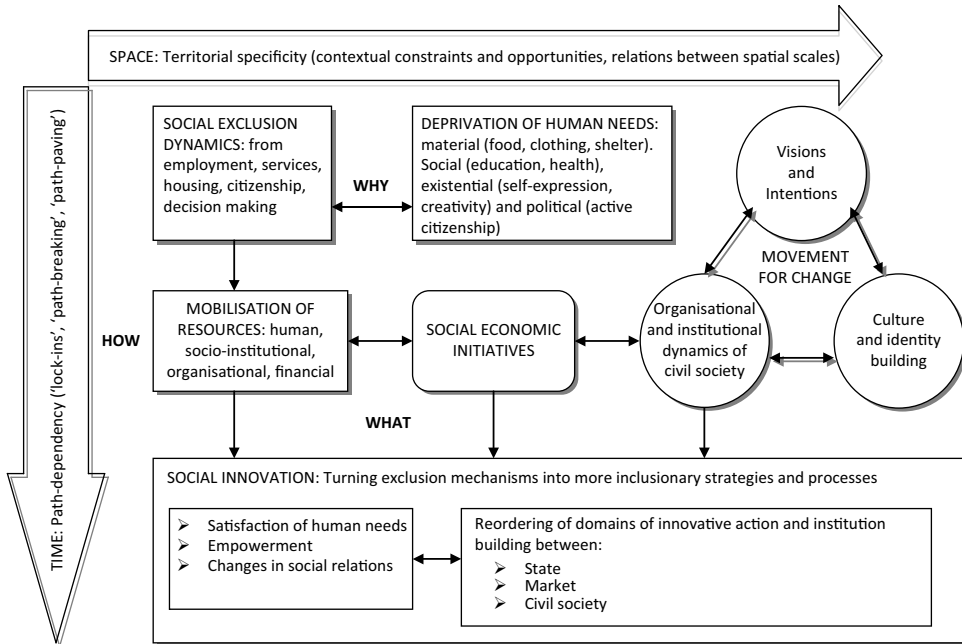 SPACE: Territorial specificity (contextual constraints and opportunities, relations between spatial scales)
TIME: Path-dependency (‘lock-ins’, ‘path-breaking’, ‘path-paving’)
SOCIAL EXCLUSION
DYNAMICS: from
employment, services,
housing, citizenship,
decision making
WHY
DEPRIVATION OF HUMAN NEEDS:
material (food, clothing, shelter).
Social (education, health),
existential (self-expression,
creativity) and political (active
citizenship)
Visions
and
Intentions
MOVEMENT
FOR CHANGE
HOW
MOBILISATION OF
RESOURCES: human,
socio-institutional,
organisational, financial
SOCIAL ECONOMIC
INITIATIVES
Organisational
and institutional
dynamics of
civil society
Culture
and identity
building
WHAT
SOCIAL INNOVATION: Turning exclusion mechanisms into more inclusionary strategies and processes
➢ Satisfaction of human needs
➢ Empowerment
➢ Changes in social relations
Reordering of domains of innovative action and institution
building between:
➢ State
➢ Market
➢ Civil society